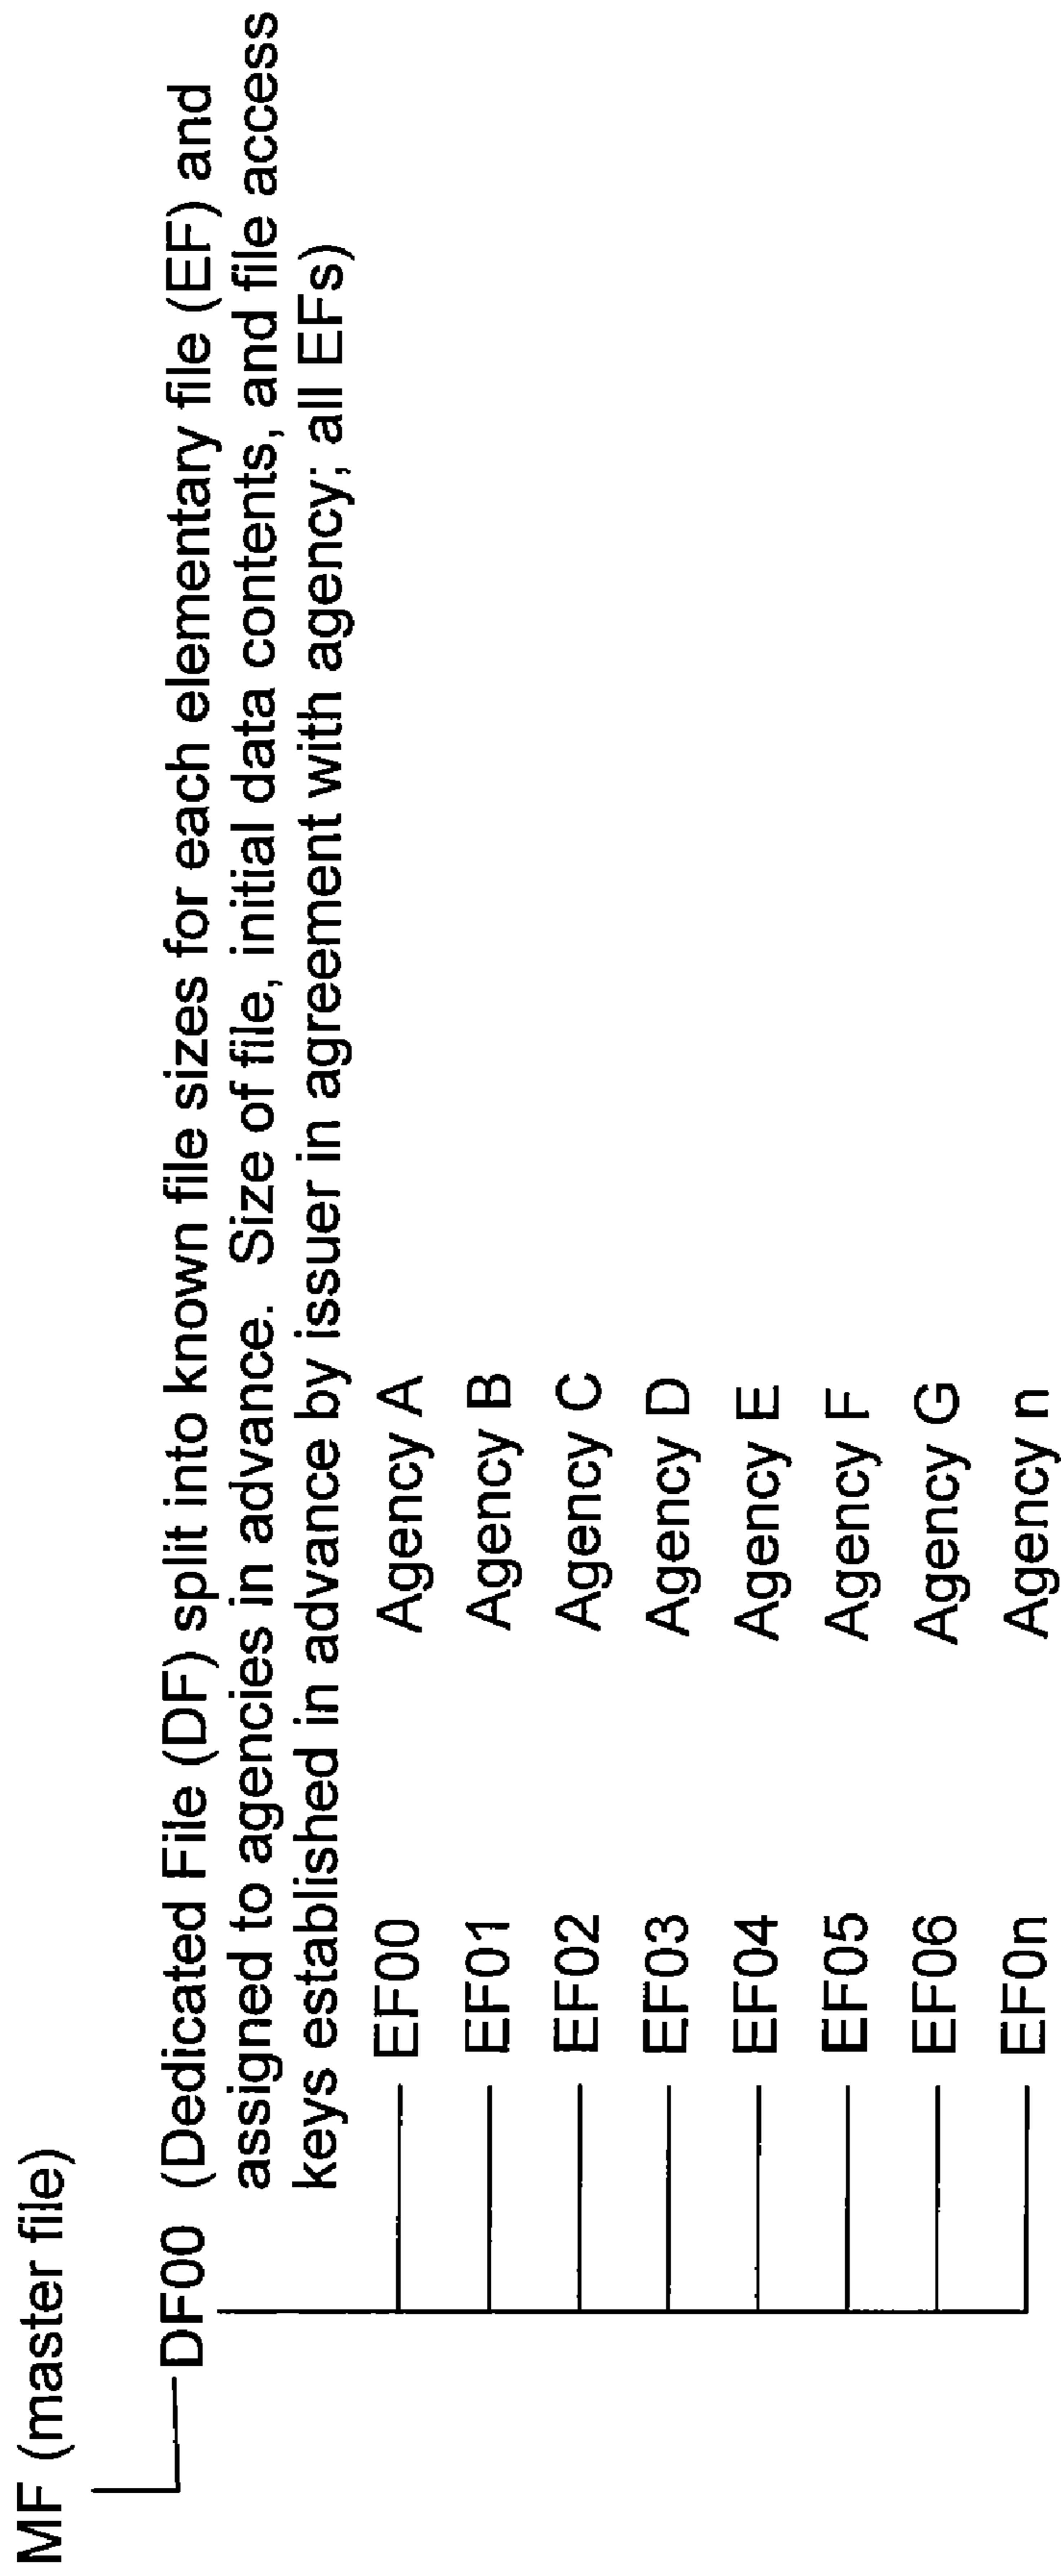 MF (master file)
DF00 (Dedicated File (DF) split into known file sizes for each elementary file (EF) and
assigned to agencies in advance. Size of file, initial data contents, and file access
keys established in advance by issuer in agreement with agency; all EFs)
EF00 Agency A
EF01 Agency B
EF02 Agency C
EF03 Agency D
EF04 Agency E
EF05 Agency F
EF06 Agency G
EF0n Agency n